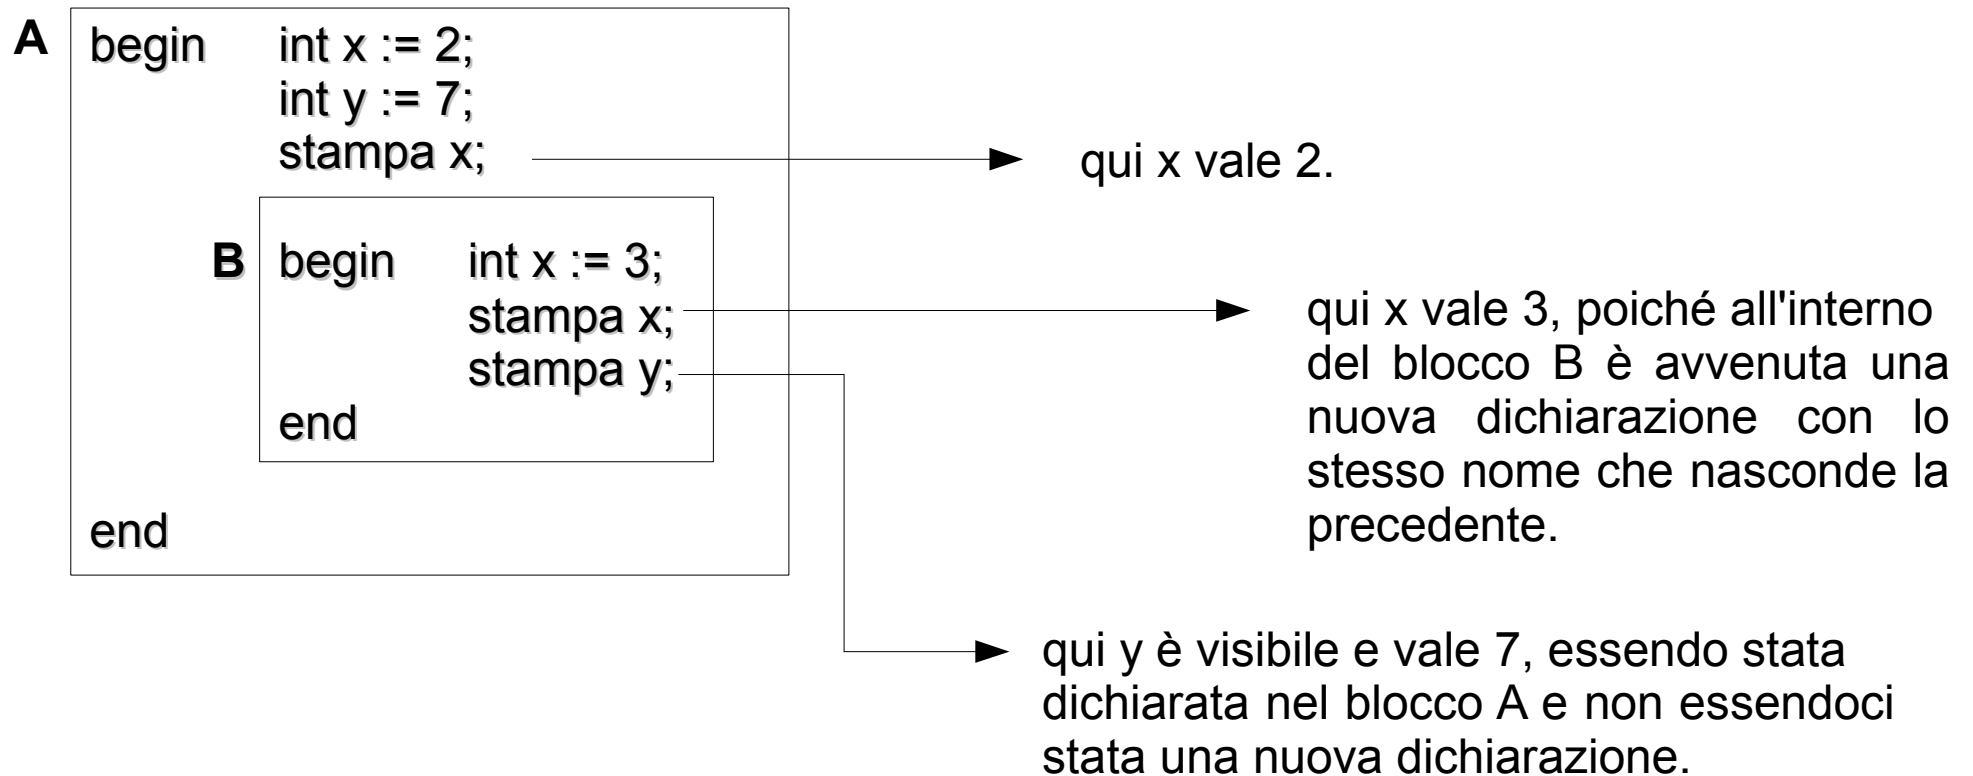 A begin int x := 2;
int y := 7;
stampa x;
qui x vale 2.
B begin int x := 3;
stampa x;
stampa y;
end
end
qui x vale 3, poiché all'interno
del blocco B è avvenuta una
nuova dichiarazione con lo
stesso nome che nasconde la
precedente.
qui y è visibile e vale 7, essendo stata
dichiarata nel blocco A e non essendoci
stata una nuova dichiarazione.